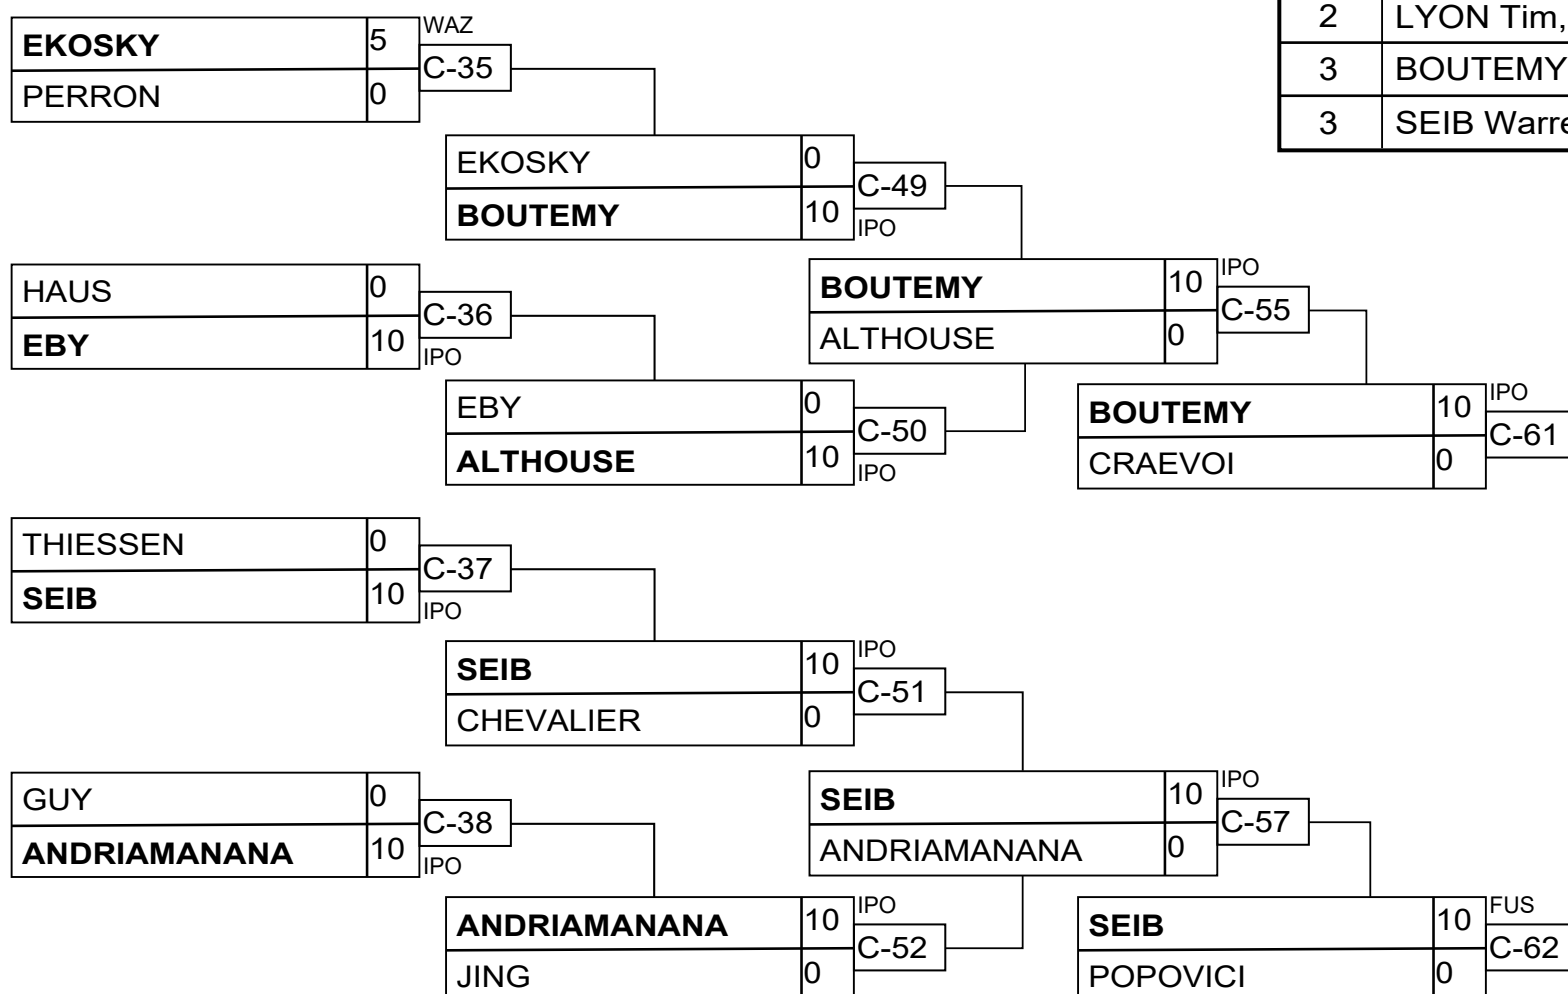 2 LYON Tim,
3 BOUTEMY
3 SEIB Warre
EKOSKY 5 WAZ
C-35
PERRON 0
EKOSKY 0
C-49
BOUTEMY 10 IPO
HAUS 0
C-36
EBY 10 IPO
BOUTEMY 10 IPO
C-55
ALTHOUSE 0
EBY 0
C-50
ALTHOUSE 10 IPO
BOUTEMY 10 IPO
C-61
CRAEVOI 0
THIESSEN 0
C-37
SEIB 10 IPO
SEIB 10 IPO
C-51
CHEVALIER 0
GUY 0
C-38
ANDRIAMANANA 10 IPO
SEIB 10 IPO
C-57
ANDRIAMANANA 0
ANDRIAMANANA 10 IPO
C-52
JING 0
SEIB 10 FUS
C-62
POPOVICI 0